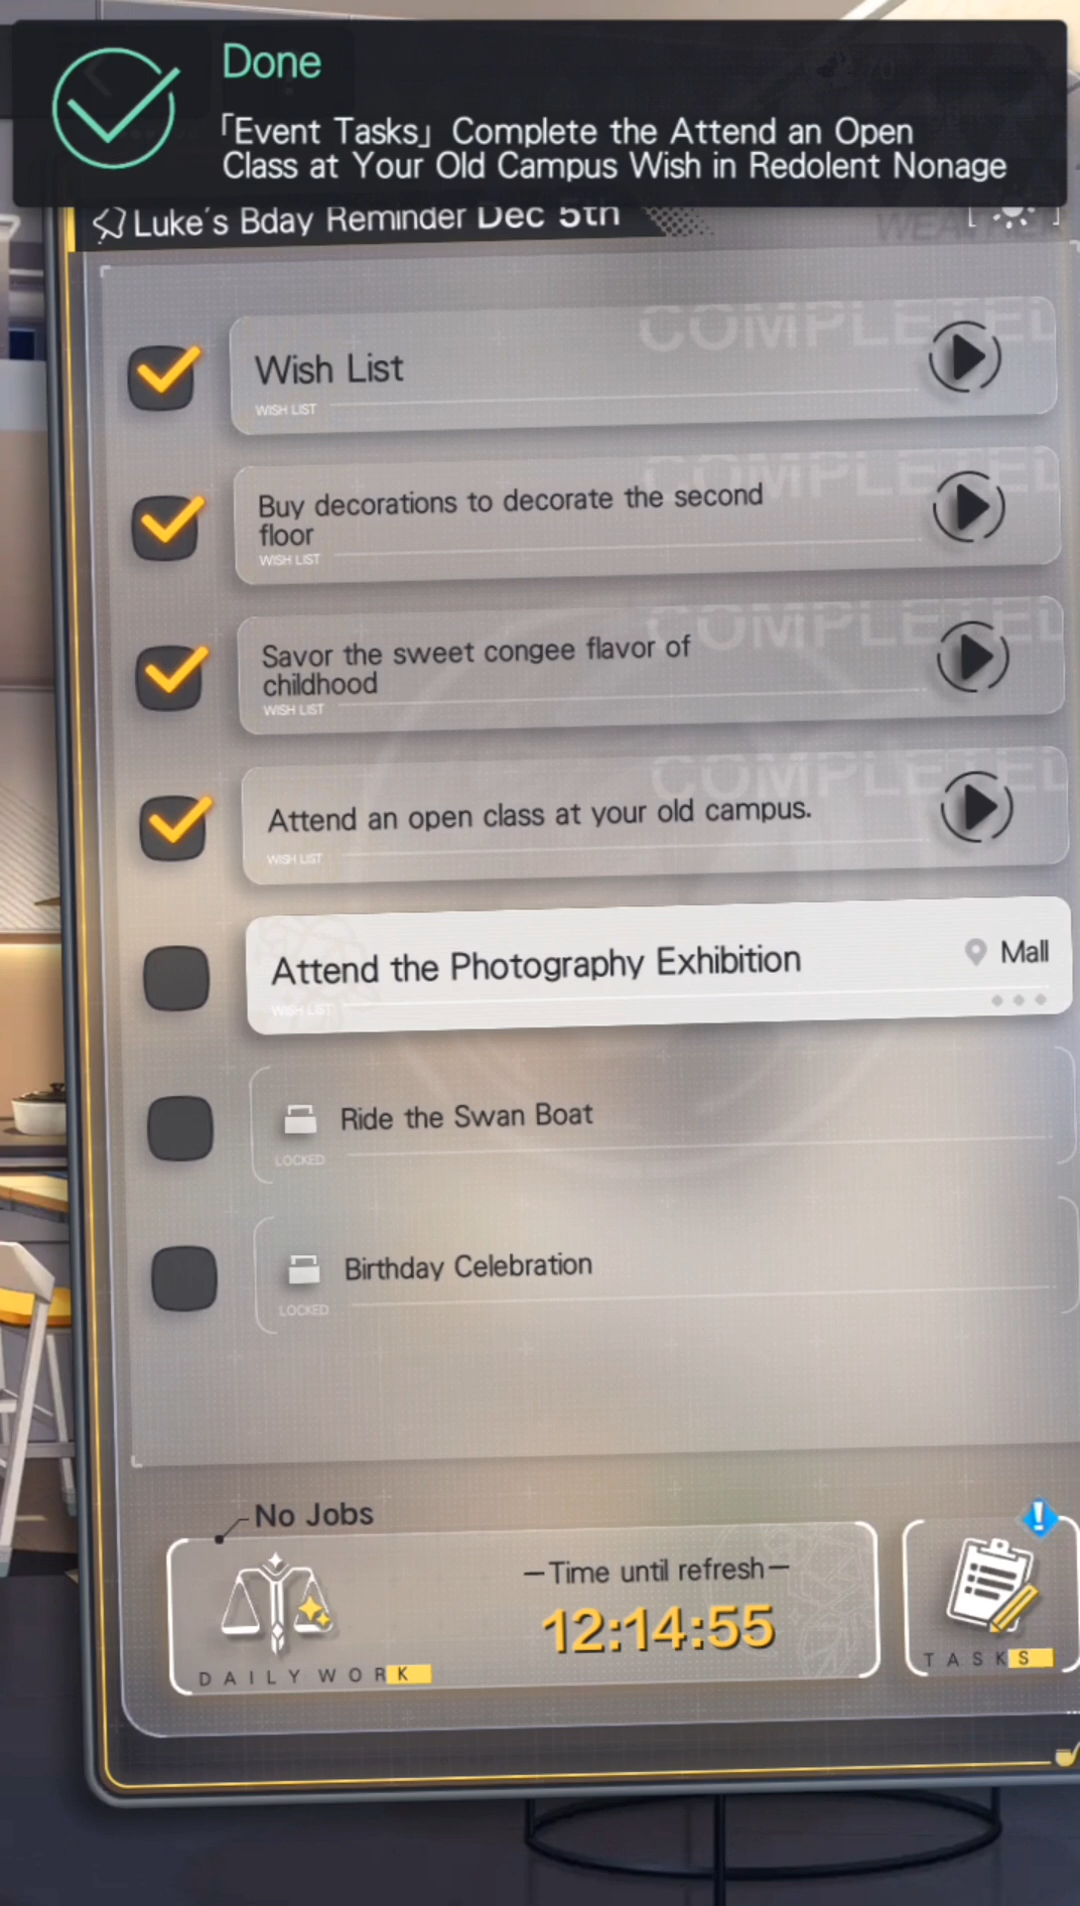 Done
「Event Tasks」 Complete the Attend an Open
Class at Your Old Campus Wish in Redolent Nonage
Luke's Bday Reminder Dec 5th
COMPLETED
Wish List
WISH LIST
COMPLETED
Buy decorations to decorate the second
floor
WISH LIST
COMPLETED
Savor the sweet congee flavor of
childhood
WISH LIST
COMPLETED
Attend an open class at your old campus.
WISH LIST
Attend the Photography Exhibition
Mall
WISH LIST
Ride the Swan Boat
LOCKED
Birthday Celebration
LOCKED
No Jobs
—Time until refresh—
12:14:55
DAILY WORK
TASKS